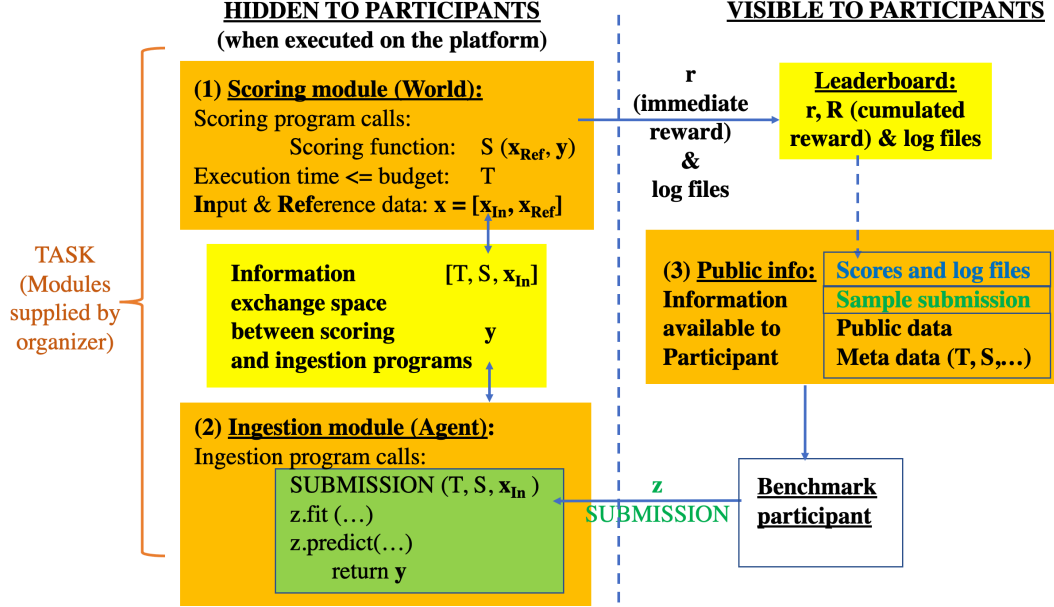 HIDDEN TO PARTICIPANTS
(when executed on the platform)
VISIBLE TO PARTICIPANTS
TASK
(Modules
supplied by
organizer)
(1) Scoring module (World):
Scoring program calls:
Scoring function: S (xRef, y)
Execution time <= budget: T
Input & Reference data: x = [xIn, xRef]
Information [T, S, xIn]
exchange space
between scoring y
and ingestion programs
(2) Ingestion module (Agent):
Ingestion program calls:
SUBMISSION (T, S, xIn )
z.fit (…)
z.predict(…)
return y
r
(immediate
reward)
&
log files
Leaderboard:
r, R (cumulated
reward) & log files
(3) Public info:
Information
available to
Participant
Scores and log files
Sample submission
Public data
Meta data (T, S,…)
z
SUBMISSION
Benchmark
participant